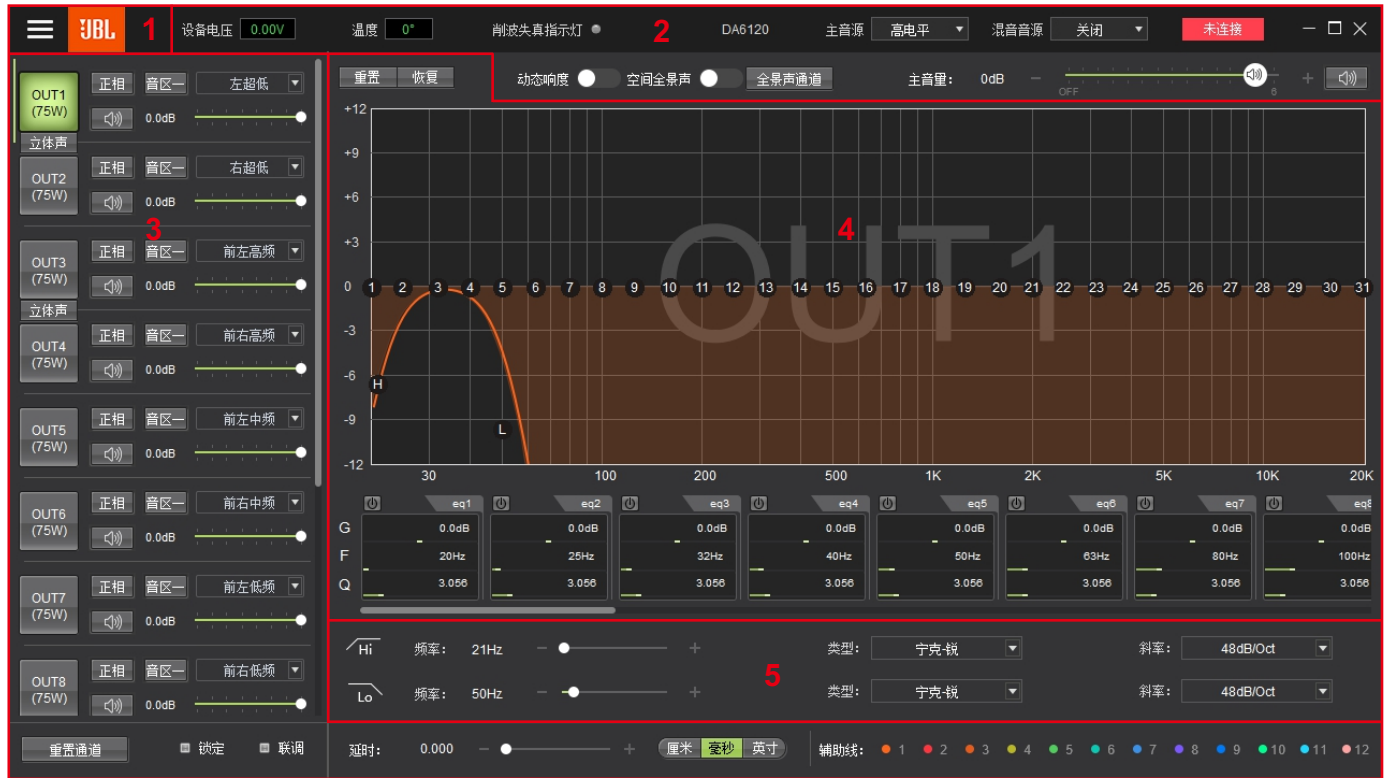 JBL 1 设备电压 0.00V 温度 0° 削波失真指示灯 2 DA6120 主音源 高电平 混音音源 关闭 未连接
重置 恢复 动态响度 空间全景声 全景声通道 主音量: 0dB OFF 6
OUT1 (75W) 正相 音区一 左超低 0.0dB
立体声
OUT2 (75W) 正相 音区一 右超低 0.0dB
3
OUT3 (75W) 正相 音区一 前左高频 0.0dB
立体声
OUT4 (75W) 正相 音区一 前右高频 0.0dB
OUT5 (75W) 正相 音区一 前左中频 0.0dB
OUT6 (75W) 正相 音区一 前右中频 0.0dB
OUT7 (75W) 正相 音区一 前左低频 0.0dB
OUT8 (75W) 正相 音区一 前右低频 0.0dB
重置通道 锁定 联调
+12
+9
+6
+3
OUT1
4
0 1 2 3 4 5 6 7 8 9 10 11 12 13 14 15 16 17 18 19 20 21 22 23 24 25 26 27 28 29 30 31
-3
-6 H
-9 L
-12
30 100 200 500 1K 2K 5K 10K 20K
eq1 eq2 eq3 eq4 eq5 eq6 eq7 eq8
G 0.0dB 0.0dB 0.0dB 0.0dB 0.0dB 0.0dB 0.0dB 0.0dB
F 20Hz 25Hz 32Hz 40Hz 50Hz 63Hz 80Hz 100Hz
Q 3.056 3.056 3.056 3.056 3.056 3.056 3.056 3.056
Hi 频率: 21Hz 类型: 宁克-锐 斜率: 48dB/Oct
5
Lo 频率: 50Hz 类型: 宁克-锐 斜率: 48dB/Oct
延时: 0.000 厘米 毫秒 英寸 辅助线: 1 2 3 4 5 6 7 8 9 10 11 12